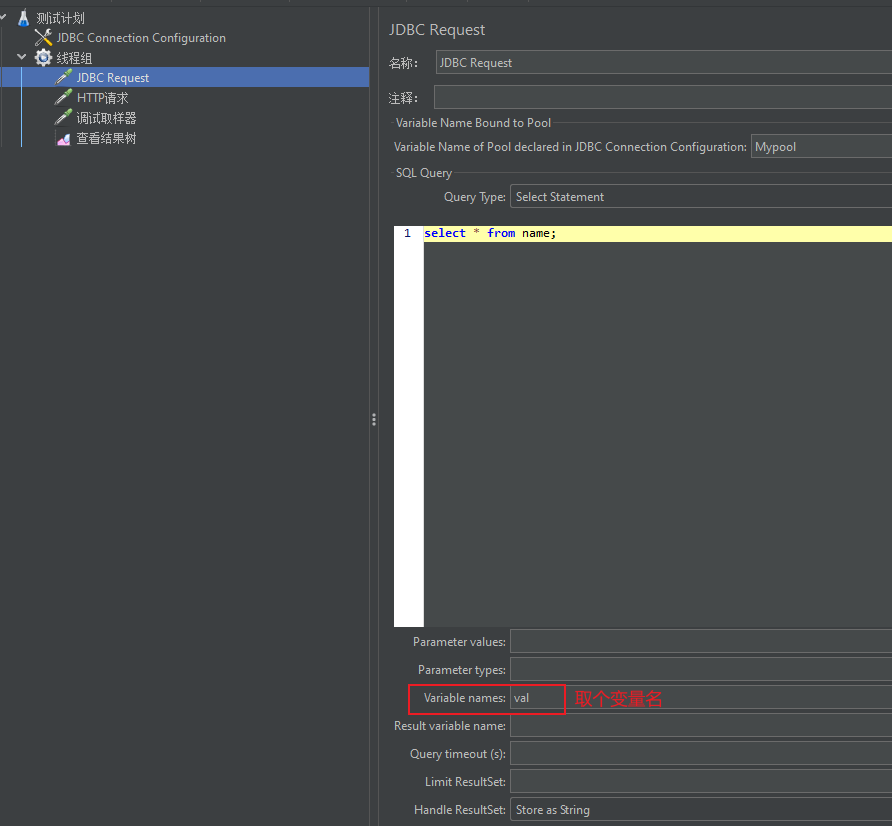 测试计划
JDBC Connection Configuration
线程组
JDBC Request
HTTP请求
调试取样器
查看结果树
JDBC Request
名称： JDBC Request
注释：
Variable Name Bound to Pool
Variable Name of Pool declared in JDBC Connection Configuration: Mypool
SQL Query
Query Type: Select Statement
1 select * from name;
Parameter values:
Parameter types:
Variable names: val 取个变量名
Result variable name:
Query timeout (s):
Limit ResultSet:
Handle ResultSet: Store as String